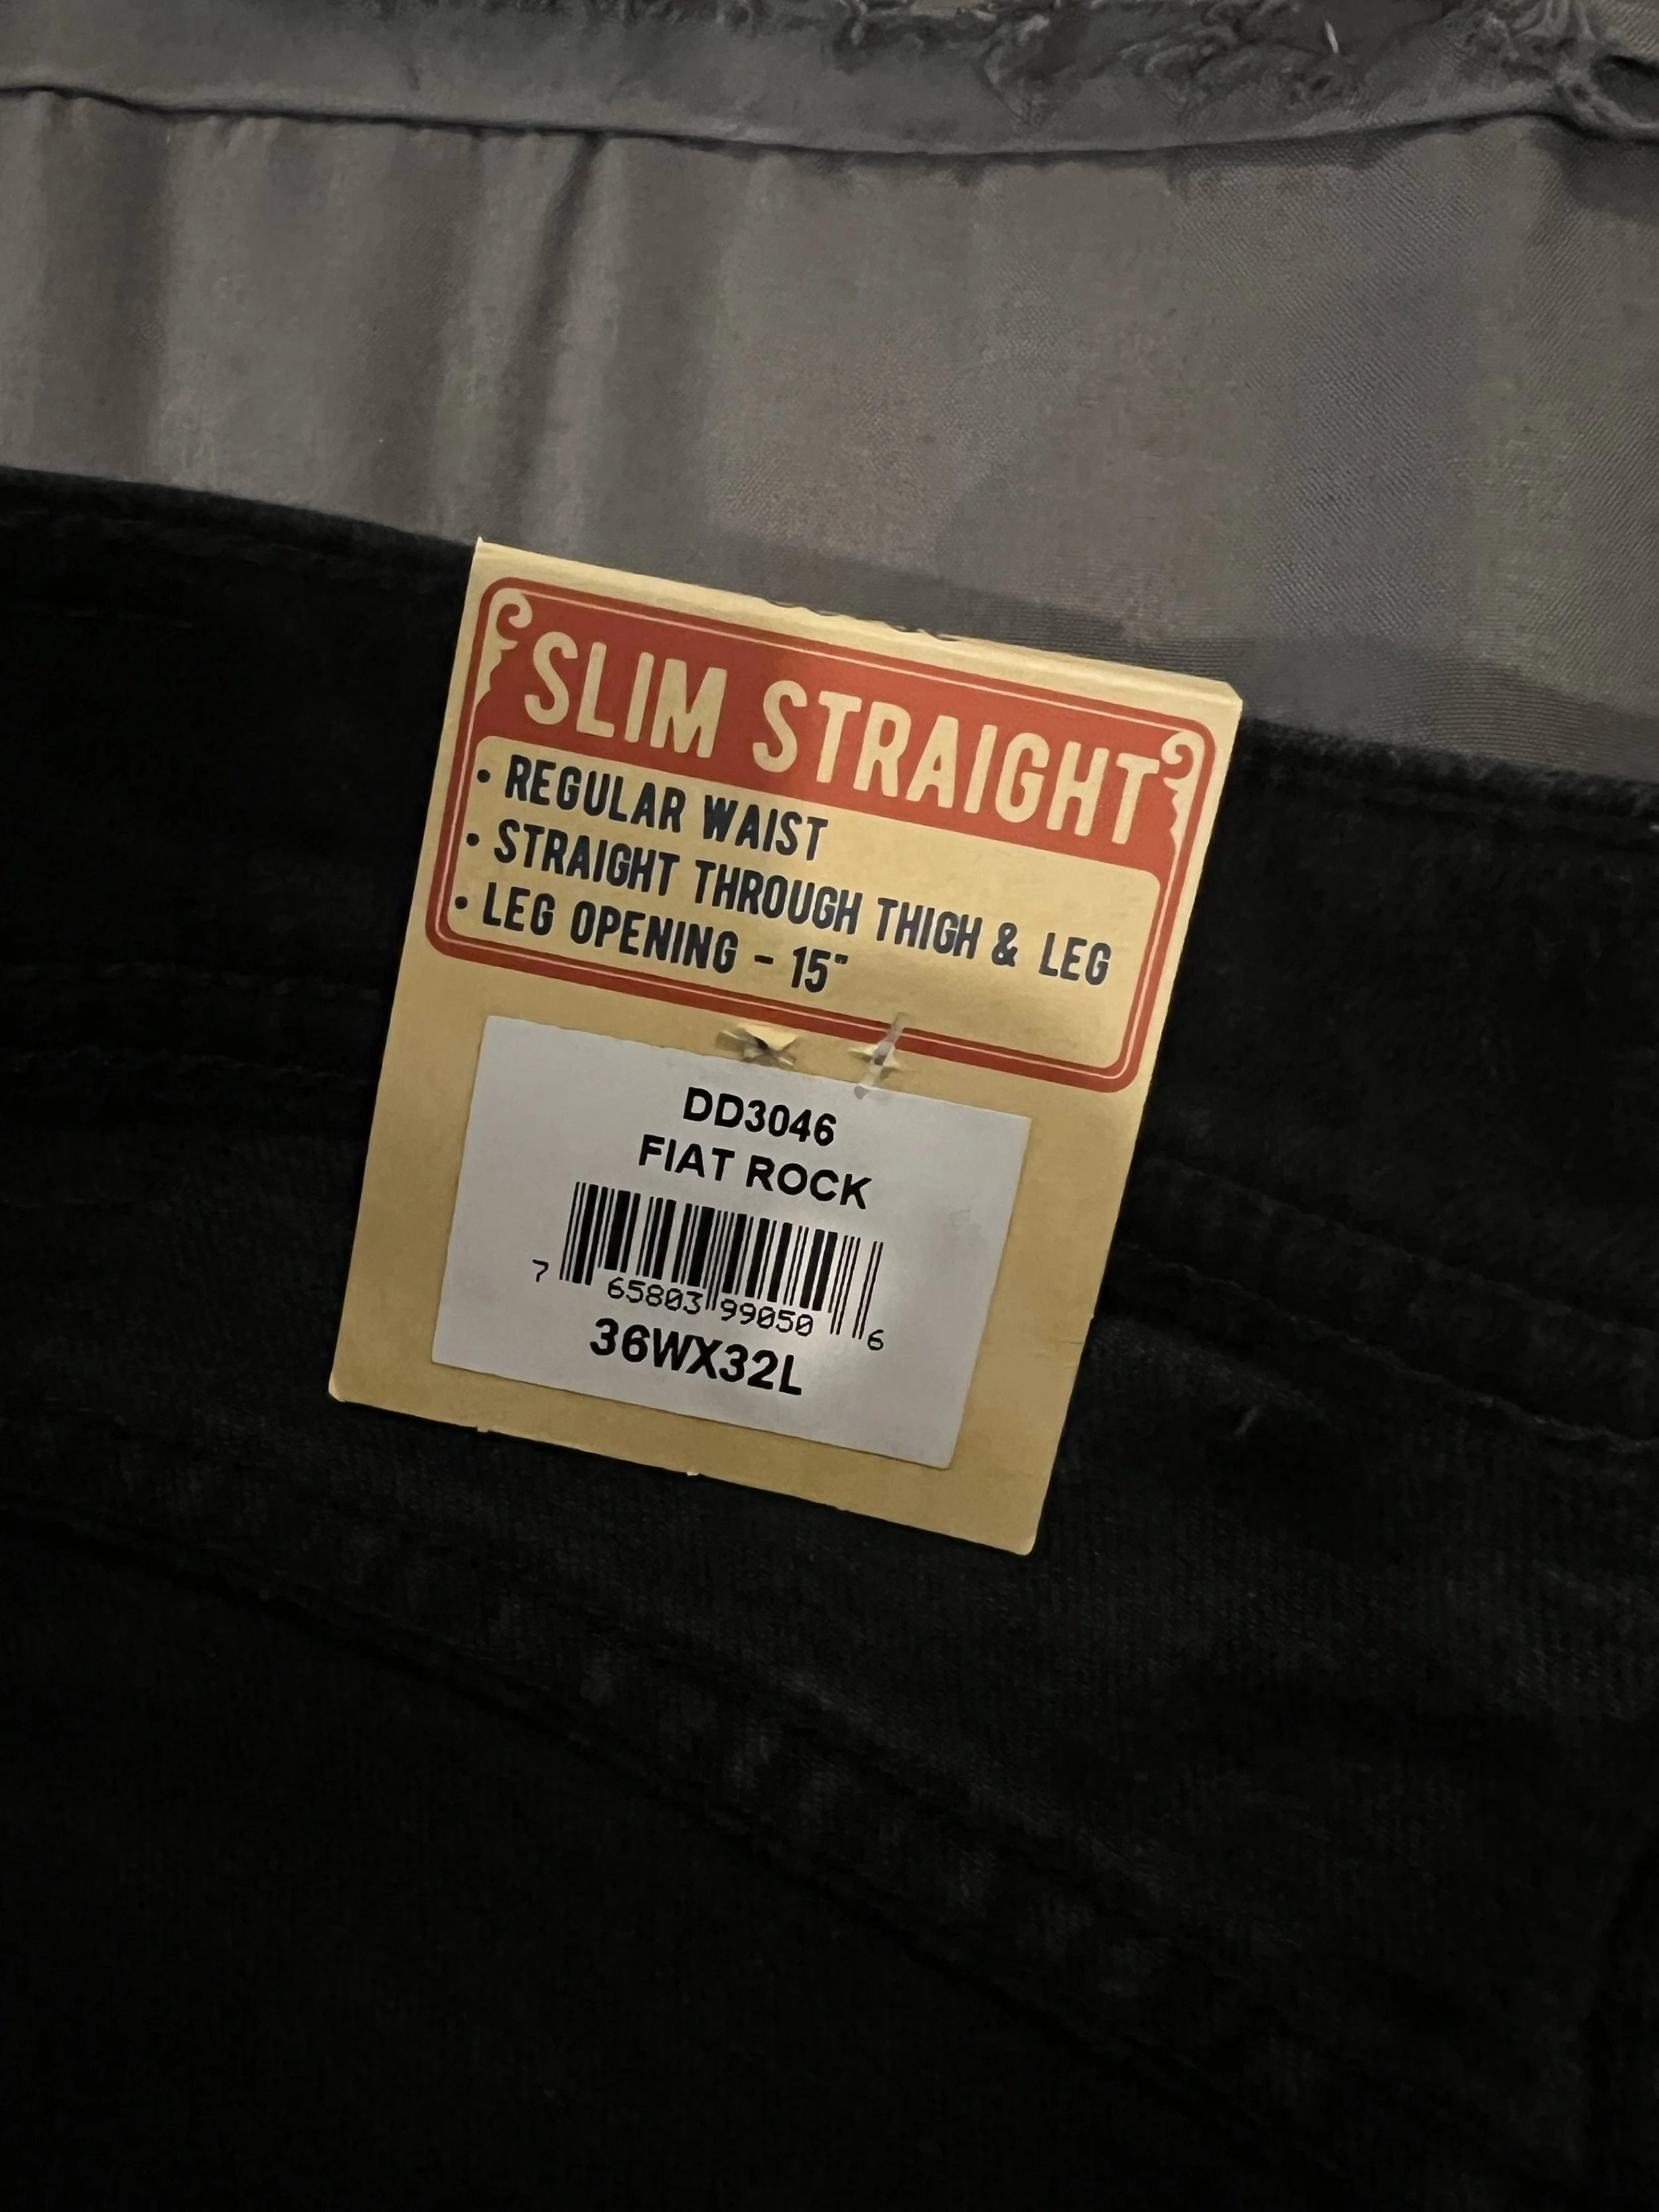 SLIM STRAIGHT
• REGULAR WAIST
• STRAIGHT THROUGH THIGH & LEG
• LEG OPENING - 15"
DD3046
FIAT ROCK
7 65803 99050 6
36WX32L